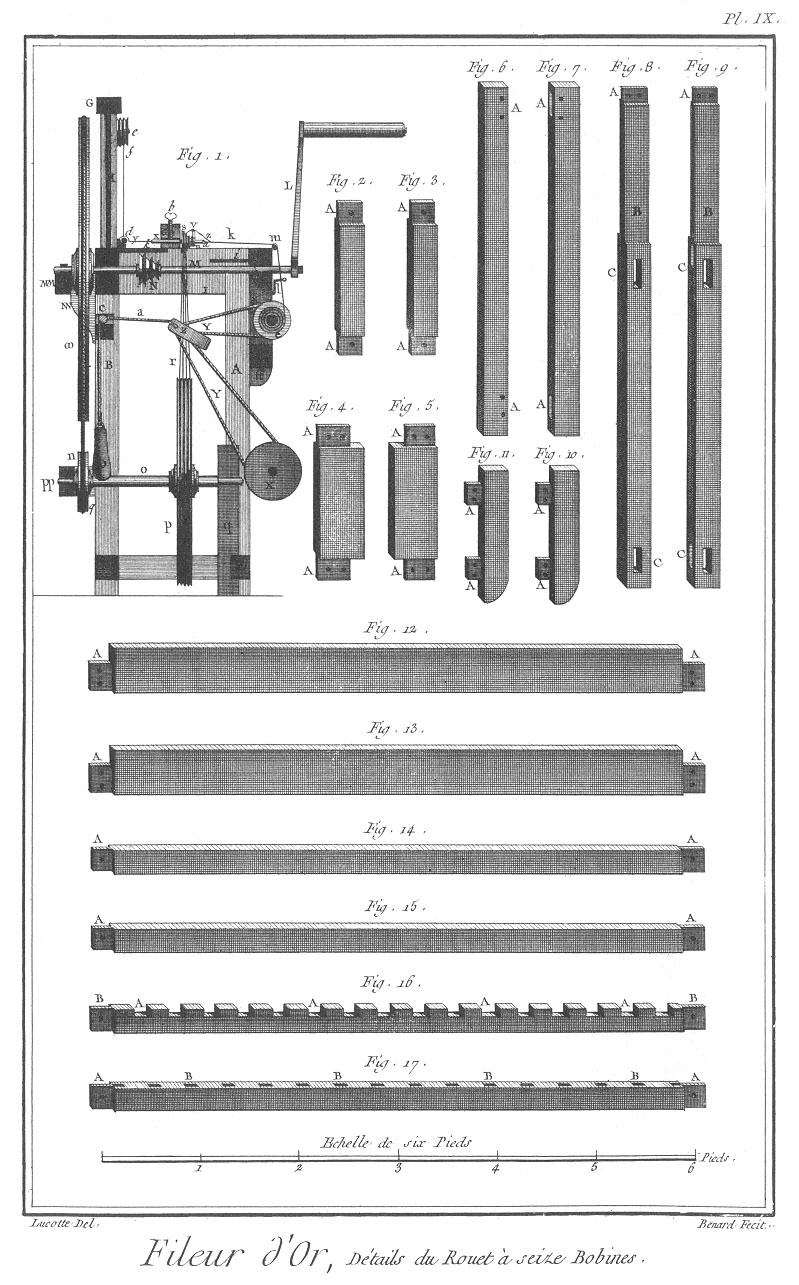 Pl. IX.
Fig. 1.
Fig. 2.
Fig. 3.
Fig. 4.
Fig. 5.
Fig. 6.
Fig. 7.
Fig. 8.
Fig. 9.
Fig. 11.
Fig. 10.
G
e
f
L
b
d
k
m
M
N
I
a
c
Y
r
A
B
Y
n
o
X
pp
q
p
q
A
A
A
A
A
A
A
A
A
A
A
A
A
A
B
B
C
C
C
C
A
A
A
A
Fig. 12.
A
A
Fig. 13.
A
A
Fig. 14.
A
A
Fig. 15.
A
A
Fig. 16.
B
A
A
A
A
B
Fig. 17.
A
B
B
B
B
A
Echelle de six Pieds
1 2 3 4 5 6 Pieds.
Lucotte Del.
Benard Fecit.
Fileur d'Or, Détails du Rouet à seize Bobines.